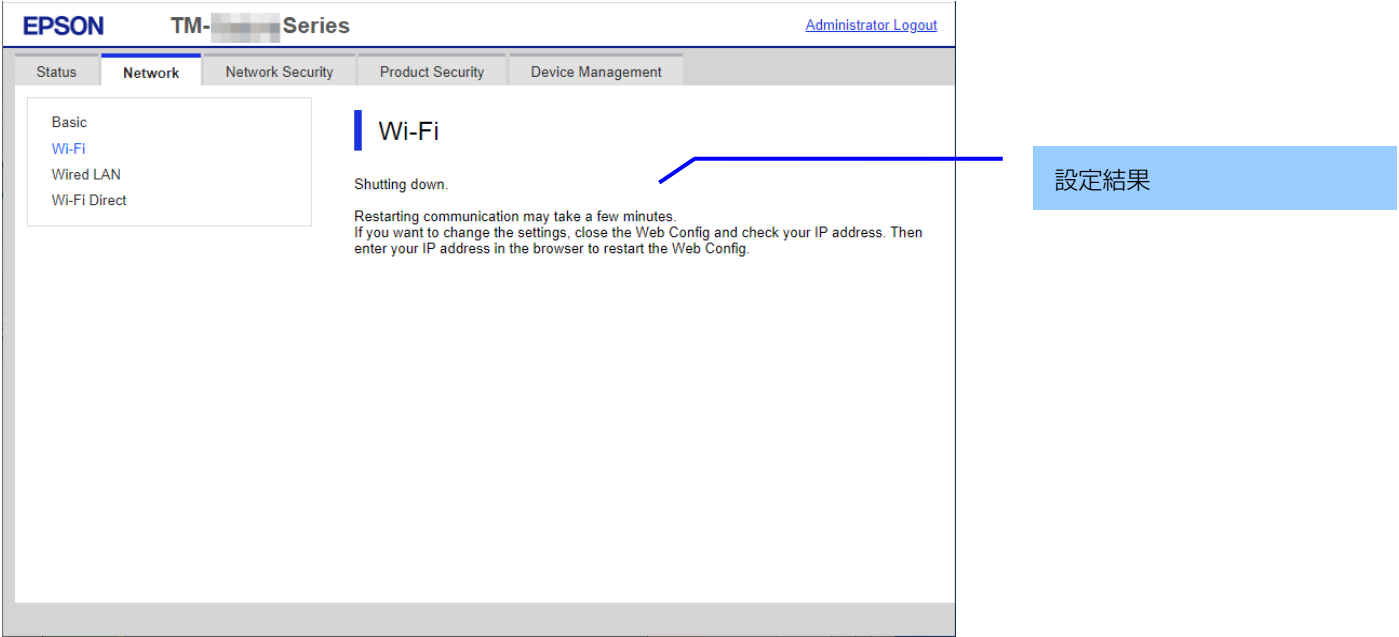 EPSON TM- Series Administrator Logout
Status Network Network Security Product Security Device Management
Basic
Wi-Fi
Wired LAN
Wi-Fi Direct
Wi-Fi
Shutting down.
Restarting communication may take a few minutes.
If you want to change the settings, close the Web Config and check your IP address. Then
enter your IP address in the browser to restart the Web Config.
設定結果